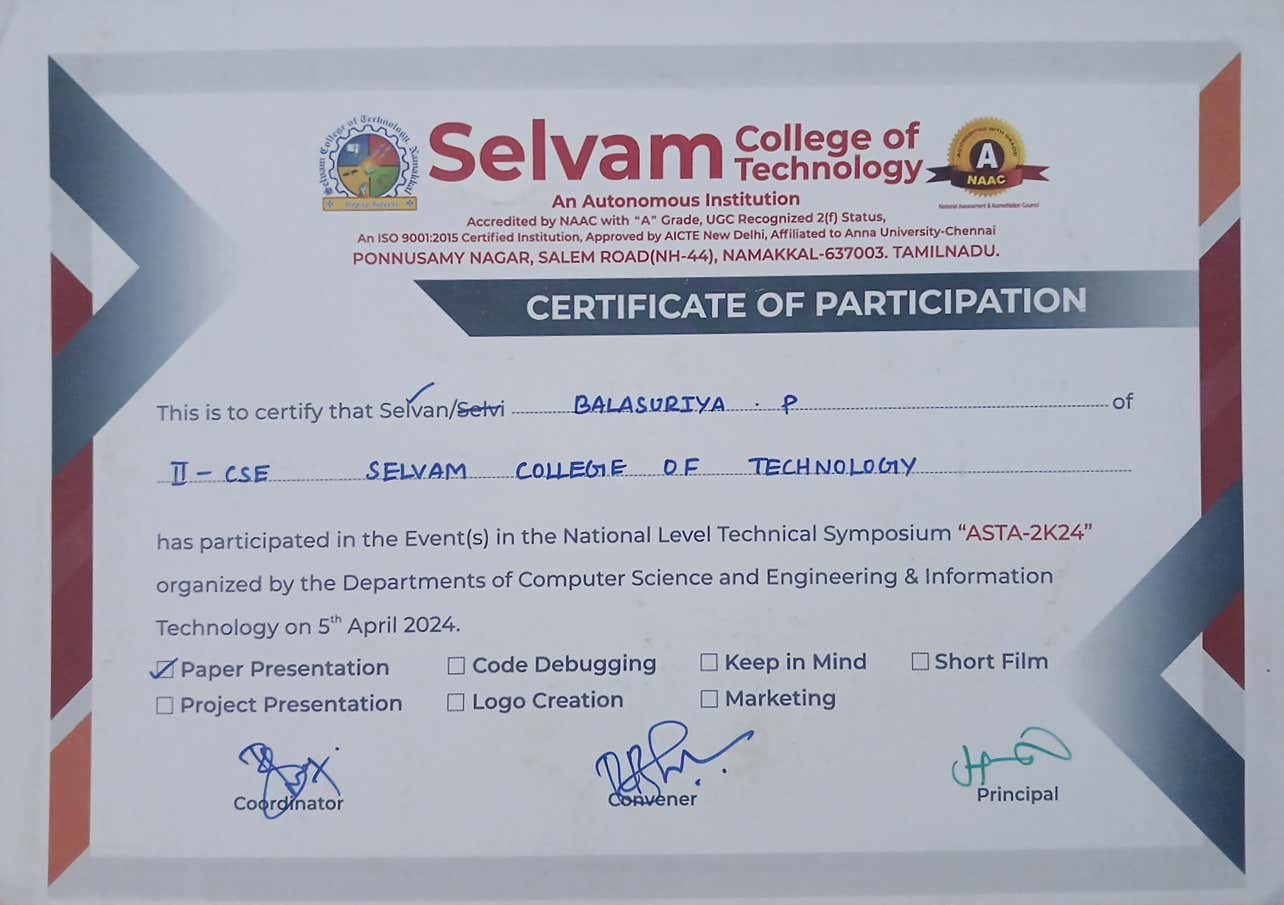 Selvam College of Technology, Namakkal
Selvam College of
Technology
ACCREDITED WITH GRADE
A
NAAC
National Assessment & Accreditation Council
An Autonomous Institution
Accredited by NAAC with "A" Grade, UGC Recognized 2(f) Status,
An ISO 9001:2015 Certified Institution, Approved by AICTE New Delhi, Affiliated to Anna University-Chennai
PONNUSAMY NAGAR, SALEM ROAD(NH-44), NAMAKKAL-637003. TAMILNADU.
CERTIFICATE OF PARTICIPATION
This is to certify that Selvan/Selvi BALASURIYA . P of
II - CSE SELVAM COLLEGE OF TECHNOLOGY
has participated in the Event(s) in the National Level Technical Symposium “ASTA-2K24”
organized by the Departments of Computer Science and Engineering & Information
Technology on 5th April 2024.
Paper Presentation Code Debugging Keep in Mind Short Film
Project Presentation Logo Creation Marketing
Coordinator Convener Principal